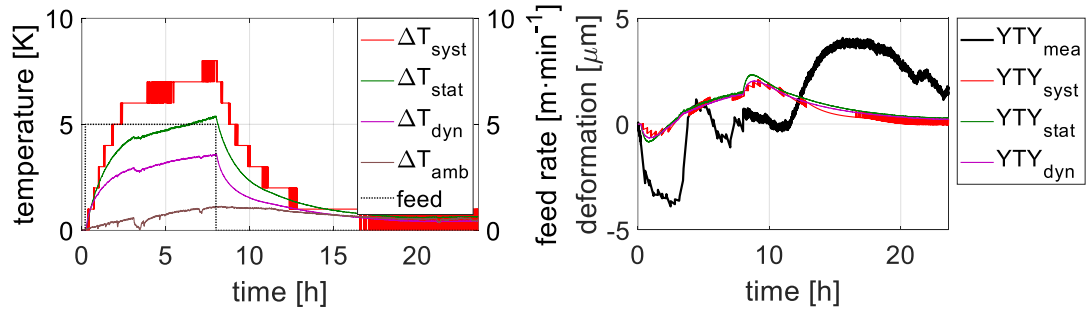 temperature [K]
10
5
0
0
5
10
15
20
time [h]
10
5
0
feed rate [m·min⁻¹]
ΔT_syst
ΔT_stat
ΔT_dyn
ΔT_amb
feed
deformation [μm]
5
0
-5
0
10
20
time [h]
YTY_mea
YTY_syst
YTY_stat
YTY_dyn